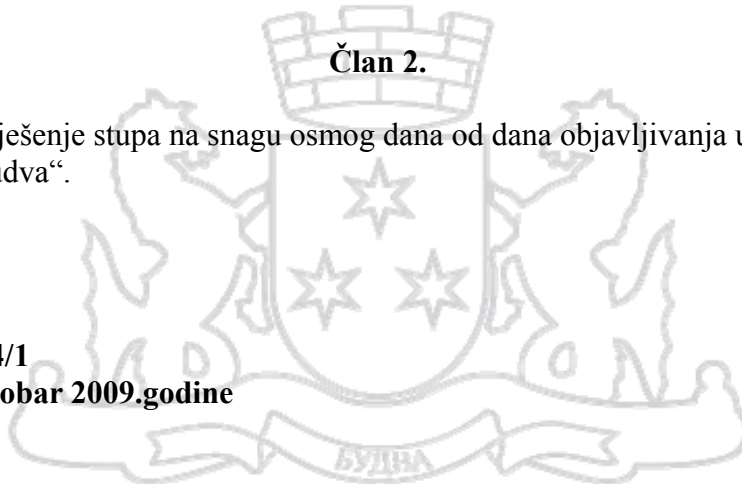 Član 2.
ješenje stupa na snagu osmog dana od dana objavljivanja u
dva“.
4/1
obar 2009.godine
БУДВА